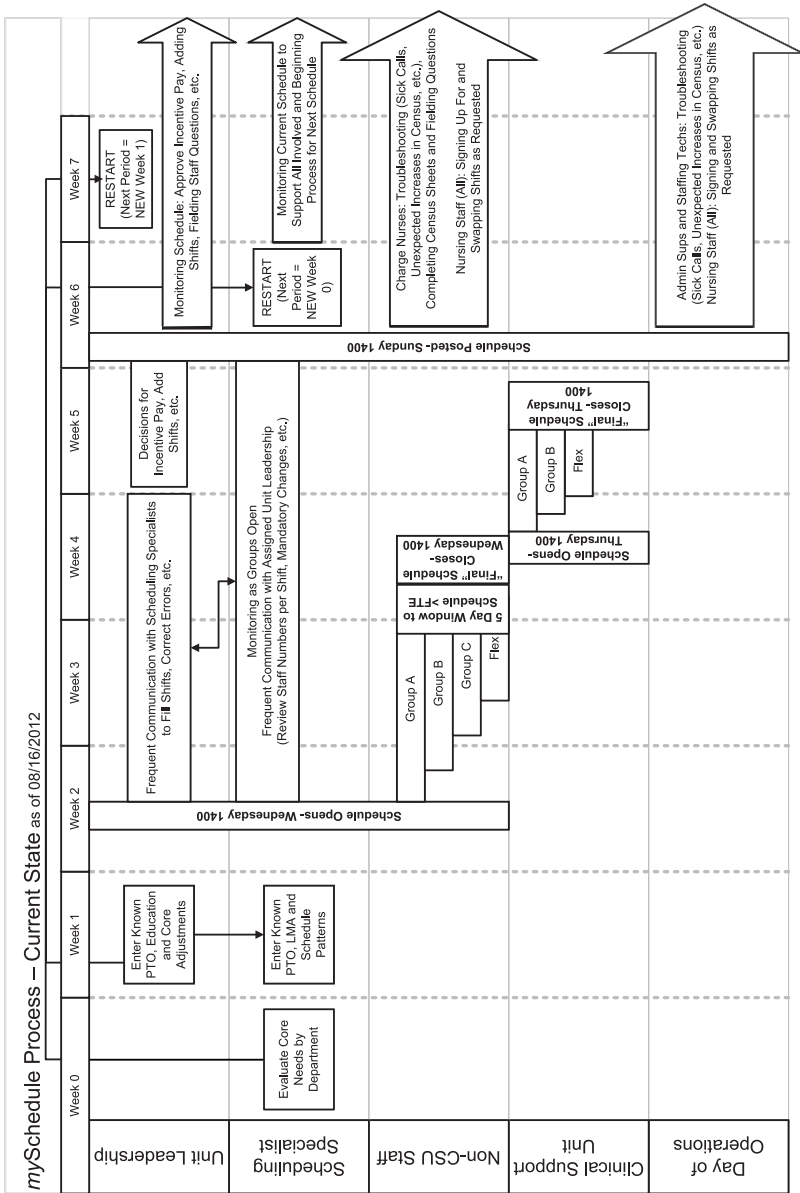 mySchedule Process – Current State as of 08/16/2012
Week 0
Week 1
Week 2
Week 3
Week 4
Week 5
Week 6
Week 7
Unit Leadership
Enter Known
PTO, Education
and Core
Adjustments
Frequent Communication with Scheduling Specialists
to Fill Shifts, Correct Errors, etc.
Decisions for
Incentive Pay, Add
Shifts, etc.
RESTART
(Next Period =
NEW Week 1)
Monitoring Schedule: Approve Incentive Pay, Adding
Shifts, Fielding Staff Questions, etc.
Scheduling
Specialist
Evaluate Core
Needs by
Department
Enter Known
PTO, LMA and
Schedule
Patterns
Monitoring as Groups Open
Frequent Communication with Assigned Unit Leadership
(Review Staff Numbers per Shift, Mandatory Changes, etc.)
RESTART
(Next
Period =
NEW Week
0)
Monitoring Current Schedule to
Support All Involved and Beginning
Process for Next Schedule
Schedule Opens- Wednesday 1400
Schedule Posted- Sunday 1400
Non-CSU Staff
Group A
Group B
Group C
Flex
5 Day Window to
Schedule >FTE
“Final” Schedule
Closes-
Wednesday 1400
Charge Nurses: Troubleshooting (Sick Calls,
Unexpected Increases in Census, etc.),
Completing Census Sheets and Fielding Questions
Nursing Staff (All): Signing Up For and
Swapping Shifts as Requested
Clinical Support
Unit
Schedule Opens-
Thursday 1400
Group A
Group B
Flex
“Final” Schedule
Closes- Thursday
1400
Day of
Operations
Admin Sups and Staffing Techs: Troubleshooting
(Sick Calls, Unexpected Increases in Census, etc.)
Nursing Staff (All): Signing and Swapping Shifts as
Requested